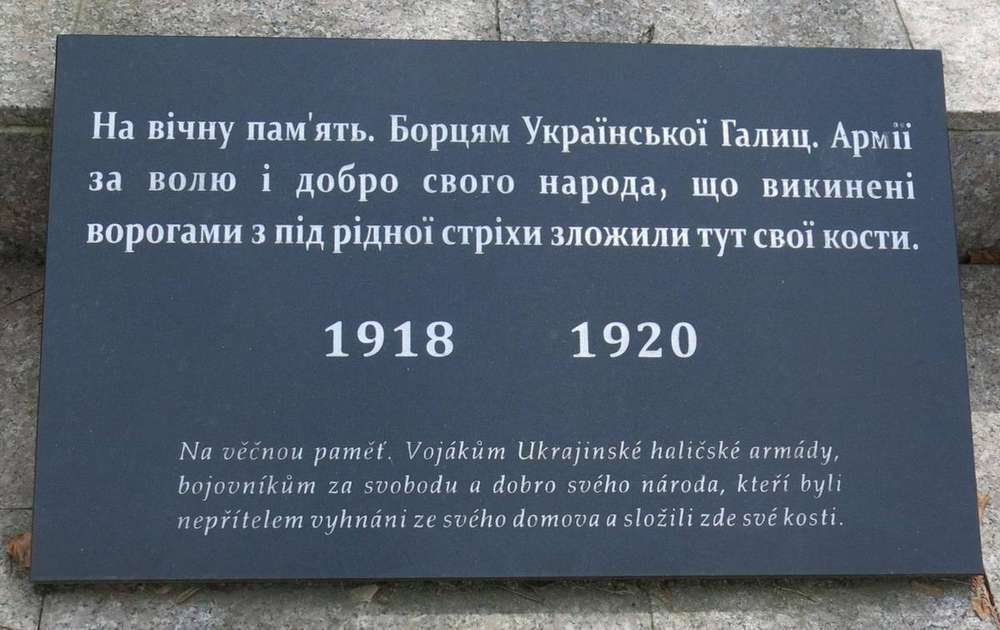 На вічну пам'ять. Борцям Української Галиц. Армії
за волю і добро свого народа, що викинені
ворогами з під рідної стріхи зложили тут свої кости.
1918 1920
Na věčnou paměť. Vojákům Ukrajinské haličské armády,
bojovníkům za svobodu a dobro svého národa, kteří byli
nepřítelem vyhnáni ze svého domova a složili zde své kosti.